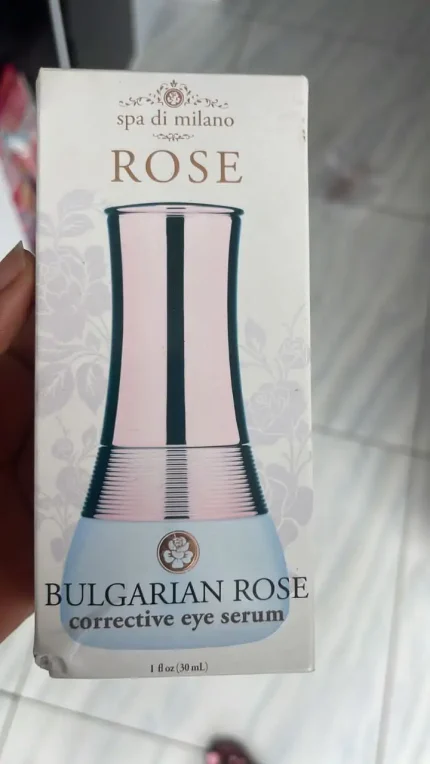 spa di milano
ROSE
BULGARIAN ROSE
corrective eye serum
1 fl oz (30 mL)